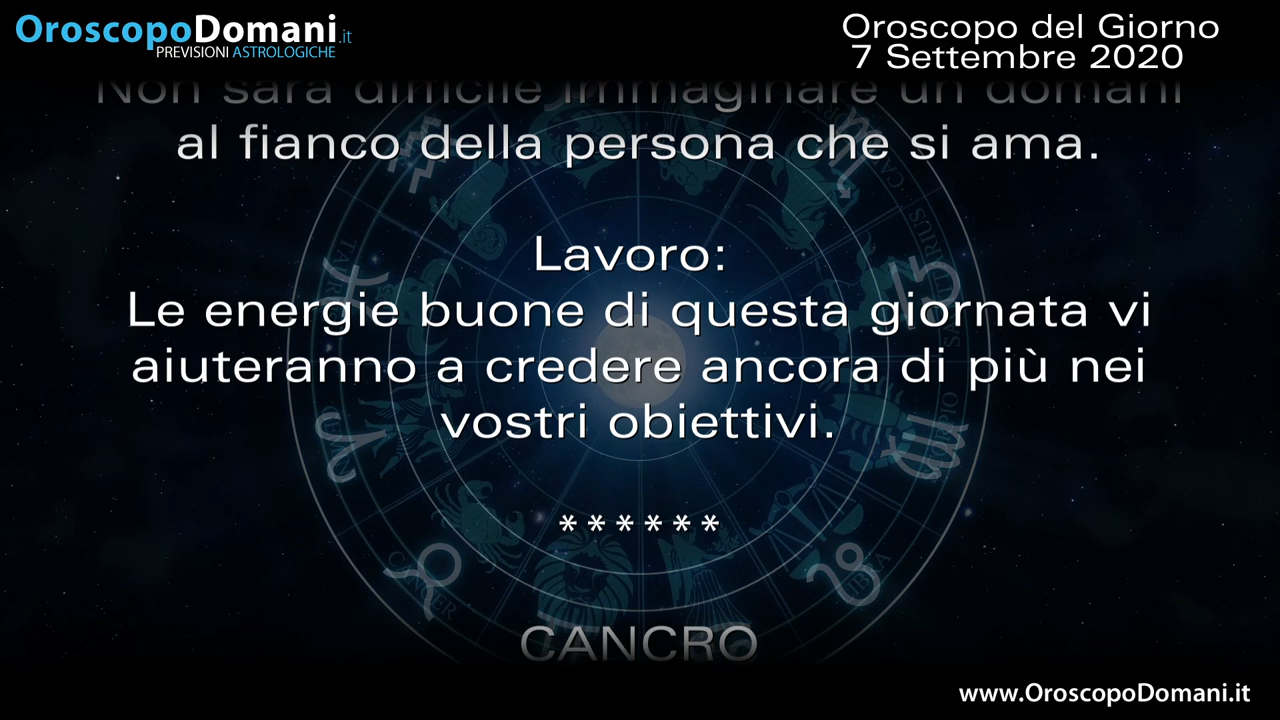 OroscopoDomani.it
PREVISIONI ASTROLOGICHE
Oroscopo del Giorno
7 Settembre 2020
Non sarà difficile immaginare un domani
al fianco della persona che si ama.
Lavoro:
Le energie buone di questa giornata vi
aiuteranno a credere ancora di più nei
vostri obiettivi.
******
CANCRO
CANCER
LIBRA
www.OroscopoDomani.it